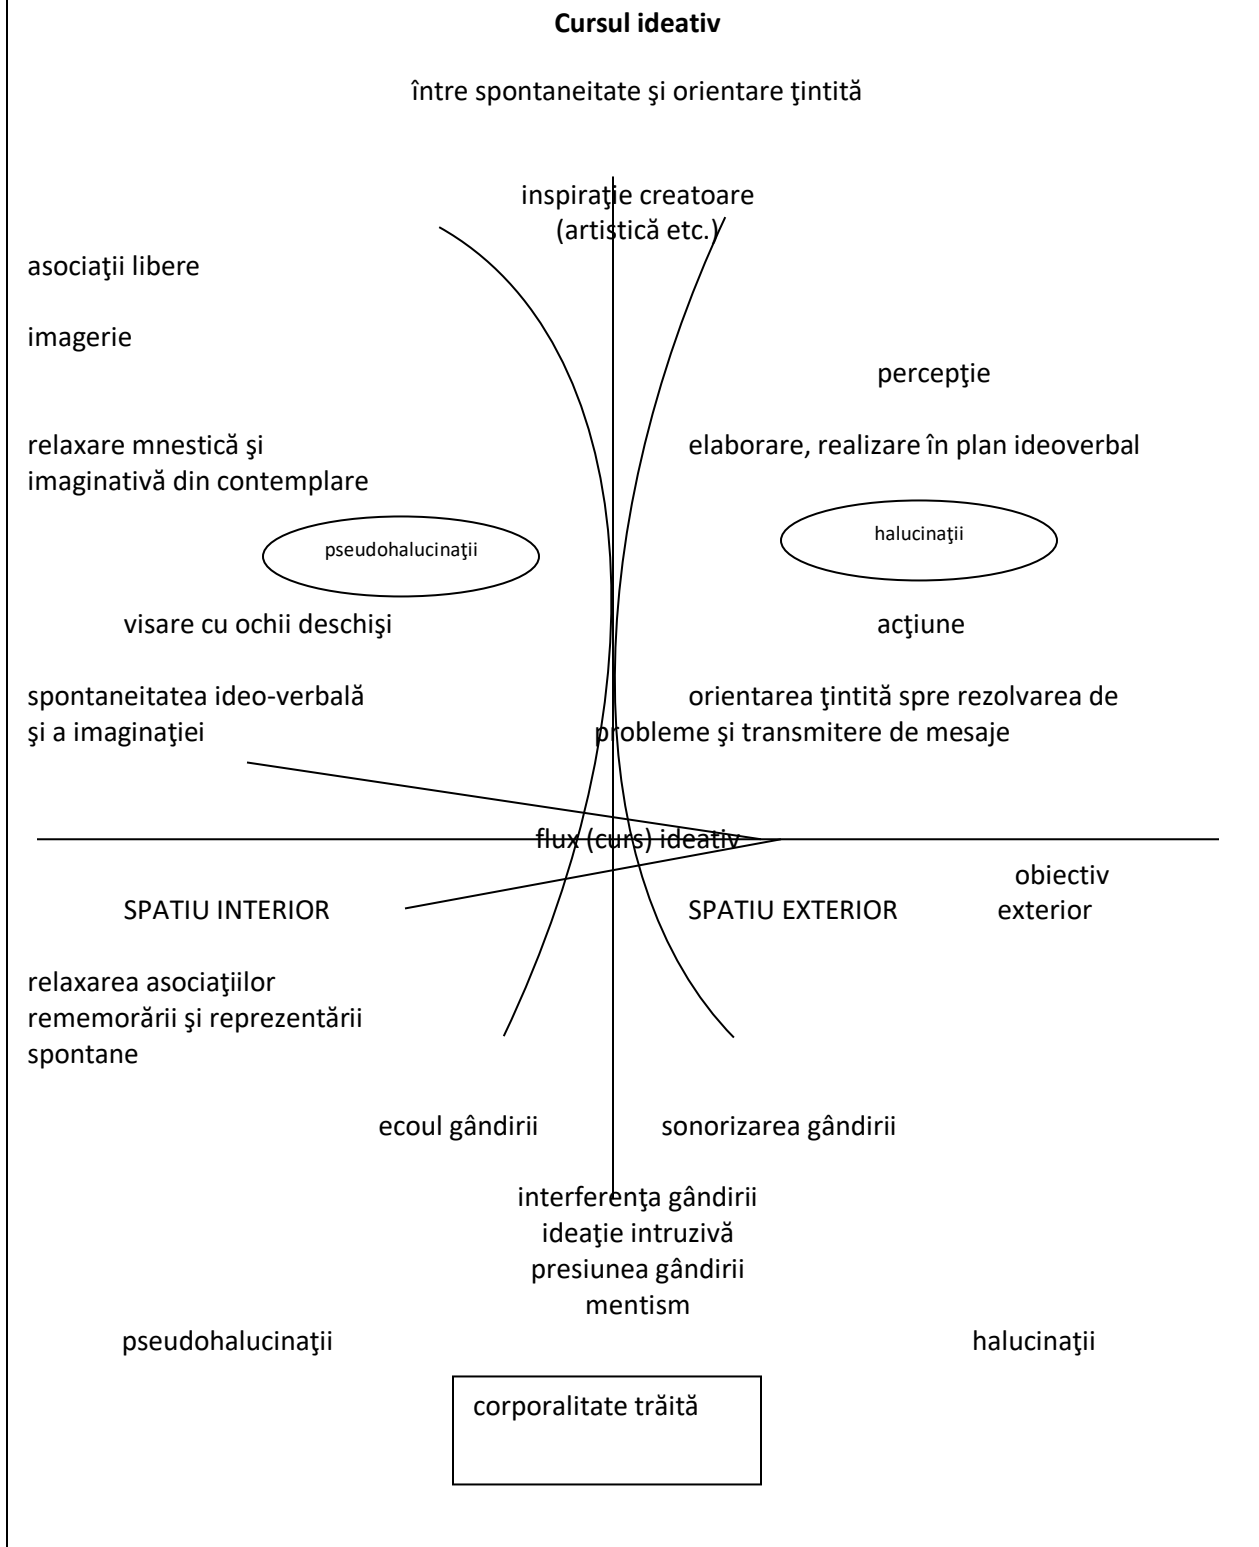 Cursul ideativ
între spontaneitate şi orientare ţintită
inspiraţie creatoare
(artistică etc.)
asociaţii libere
imagerie
percepţie
relaxare mnestică şi
elaborare, realizare în plan ideoverbal
imaginativă din contemplare
pseudohalucinaţii
halucinaţii
visare cu ochii deschişi
acţiune
spontaneitatea ideo-verbală
orientarea ţintită spre rezolvarea de
şi a imaginaţiei
probleme şi transmitere de mesaje
flux (curs) ideativ
obiectiv
SPATIU INTERIOR
SPATIU EXTERIOR
exterior
relaxarea asociaţiilor
rememorării şi reprezentării
spontane
ecoul gândirii
sonorizarea gândirii
interferenţa gândirii
ideaţie intruzivă
presiunea gândirii
mentism
pseudohalucinaţii
halucinaţii
corporalitate trăită